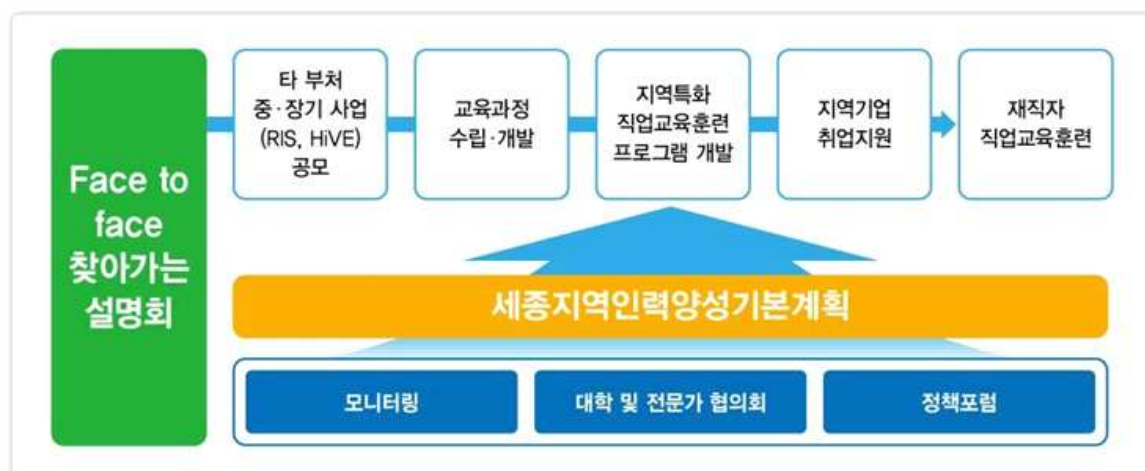 Face to
face
찾아가는
설명회
타 부처
중·장기 사업
(RIS, HiVE)
공모
교육과정
수립·개발
지역특화
직업교육훈련
프로그램 개발
지역기업
취업지원
재직자
직업교육훈련
세종지역인력양성기본계획
모니터링
대학 및 전문가 협의회
정책포럼